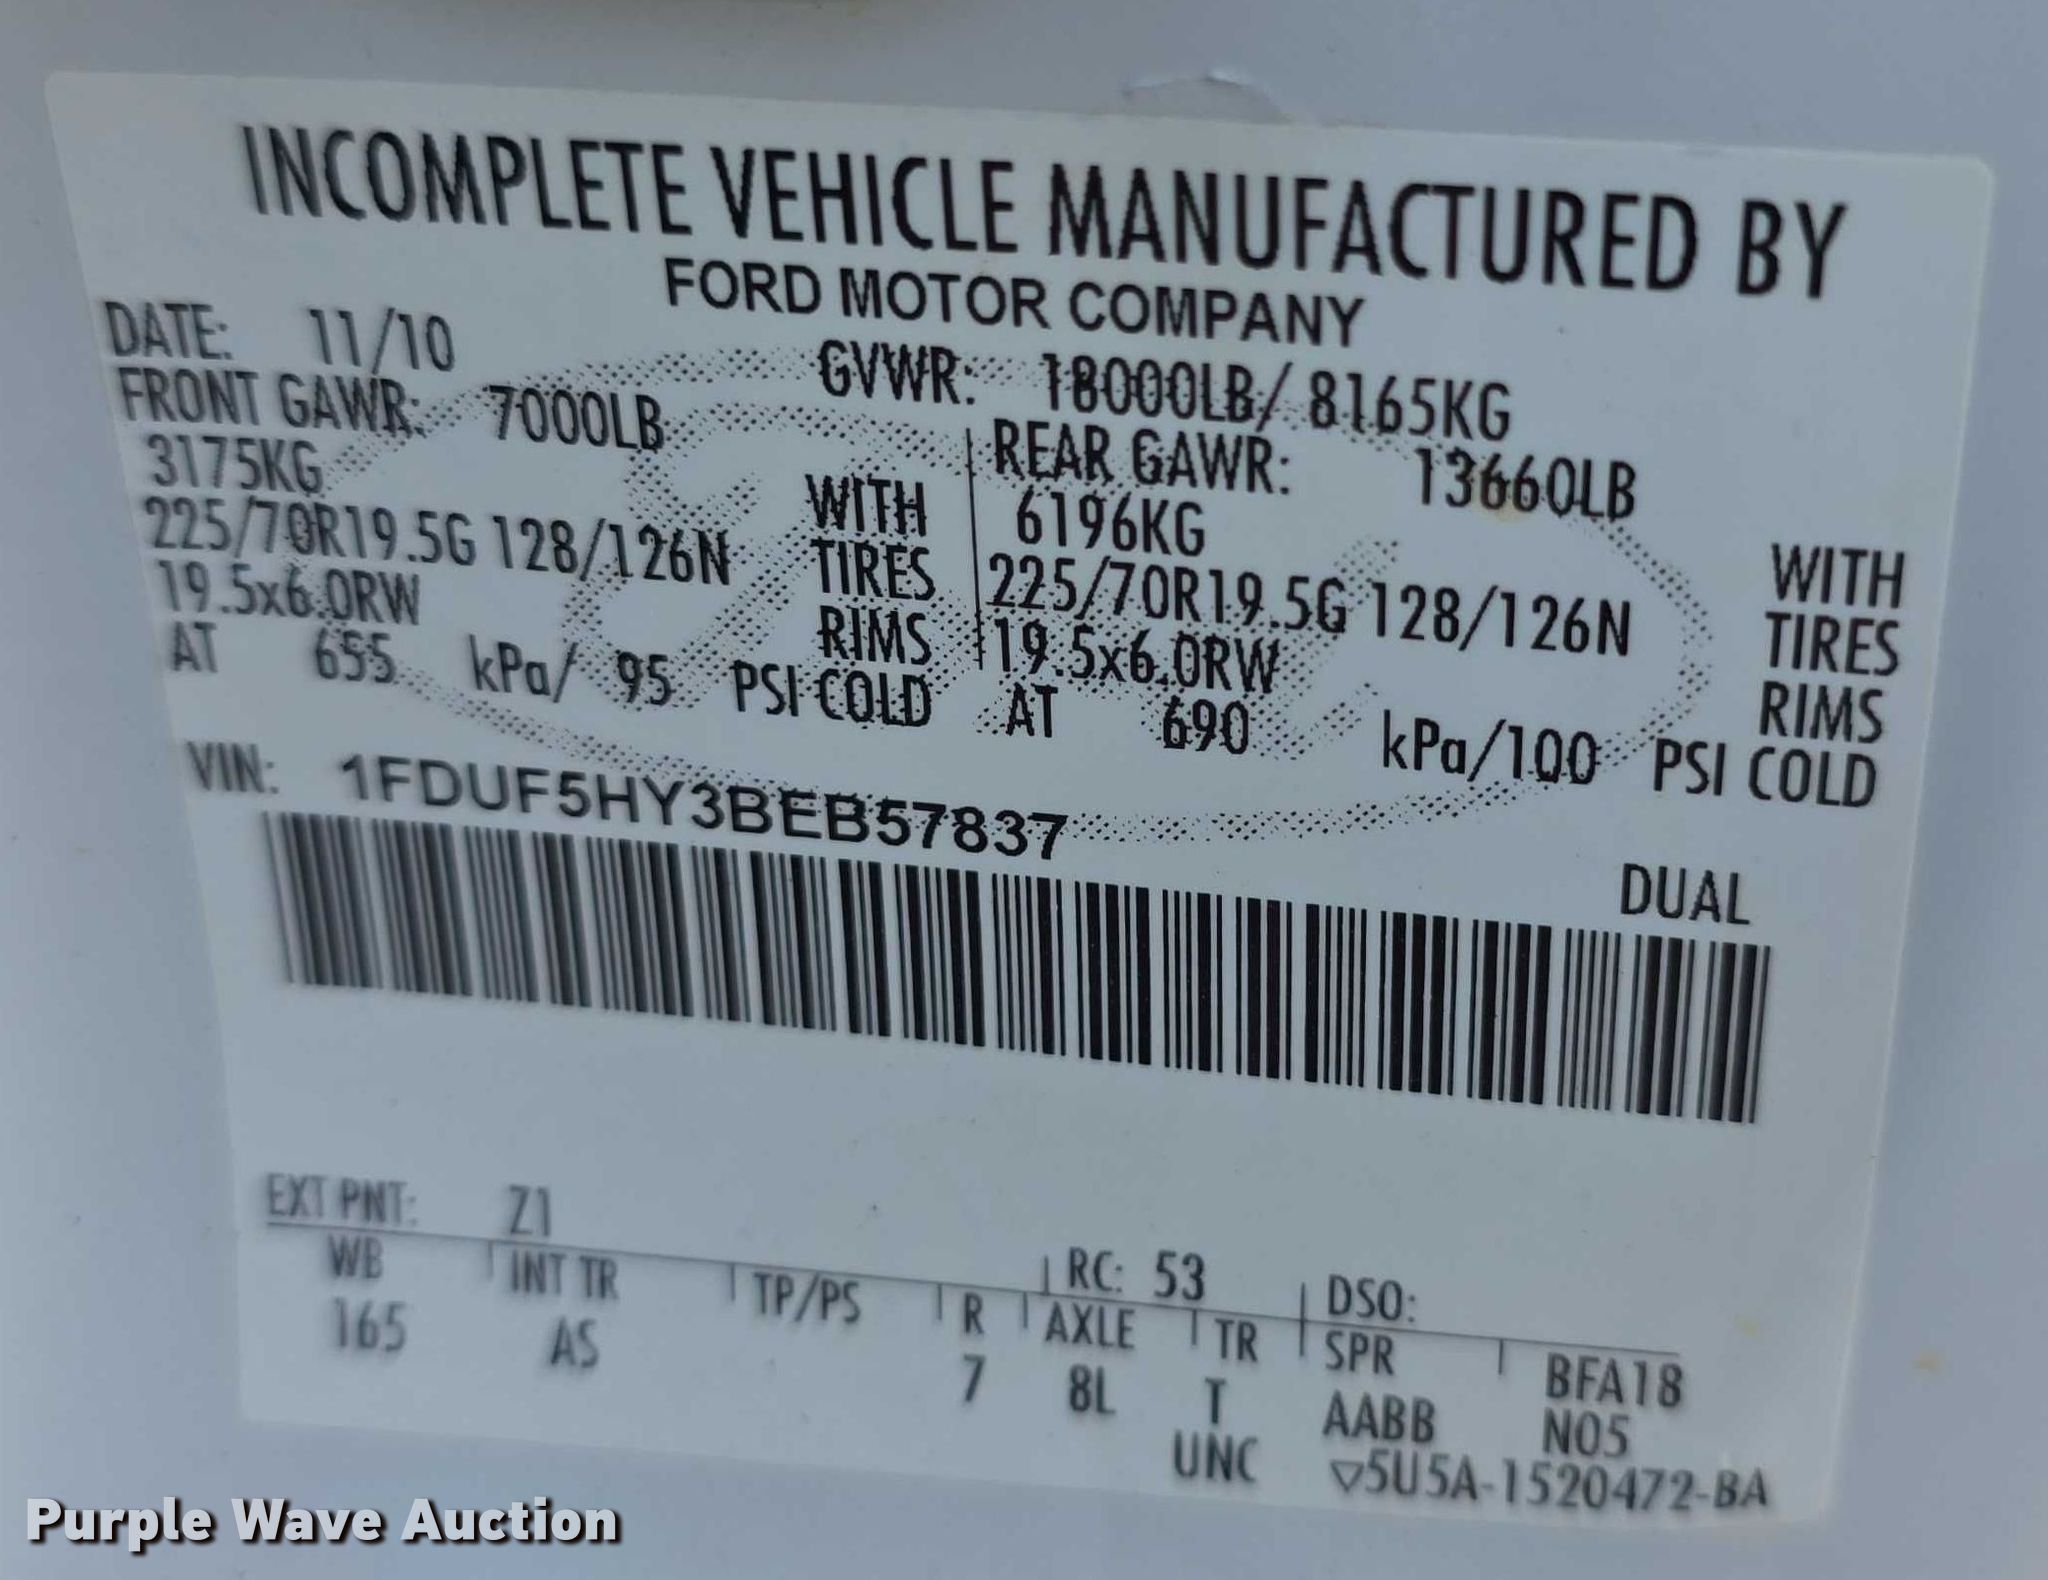 INCOMPLETE VEHICLE MANUFACTURED BY
FORD MOTOR COMPANY
DATE: 11/10 GVWR: 18000LB/ 8165KG
FRONT GAWR: 7000LB REAR GAWR: 13660LB
3175KG WITH 6196KG WITH
225/70R19.5G 128/126N TIRES 225/70R19.5G 128/126N TIRES
19.5x6.0RW RIMS 19.5x6.0RW RIMS
AT 655 kPa/ 95 PSI COLD AT 690 kPa/100 PSI COLD
VIN: 1FDUF5HY3BEB57837
DUAL
EXT PNT: Z1 RC: 53 DSO:
WB INT TR TP/PS R AXLE TR SPR BFA18
165 AS 7 8L T AABB N05
UNC ▽5U5A-1520472-BA
Purple Wave Auction